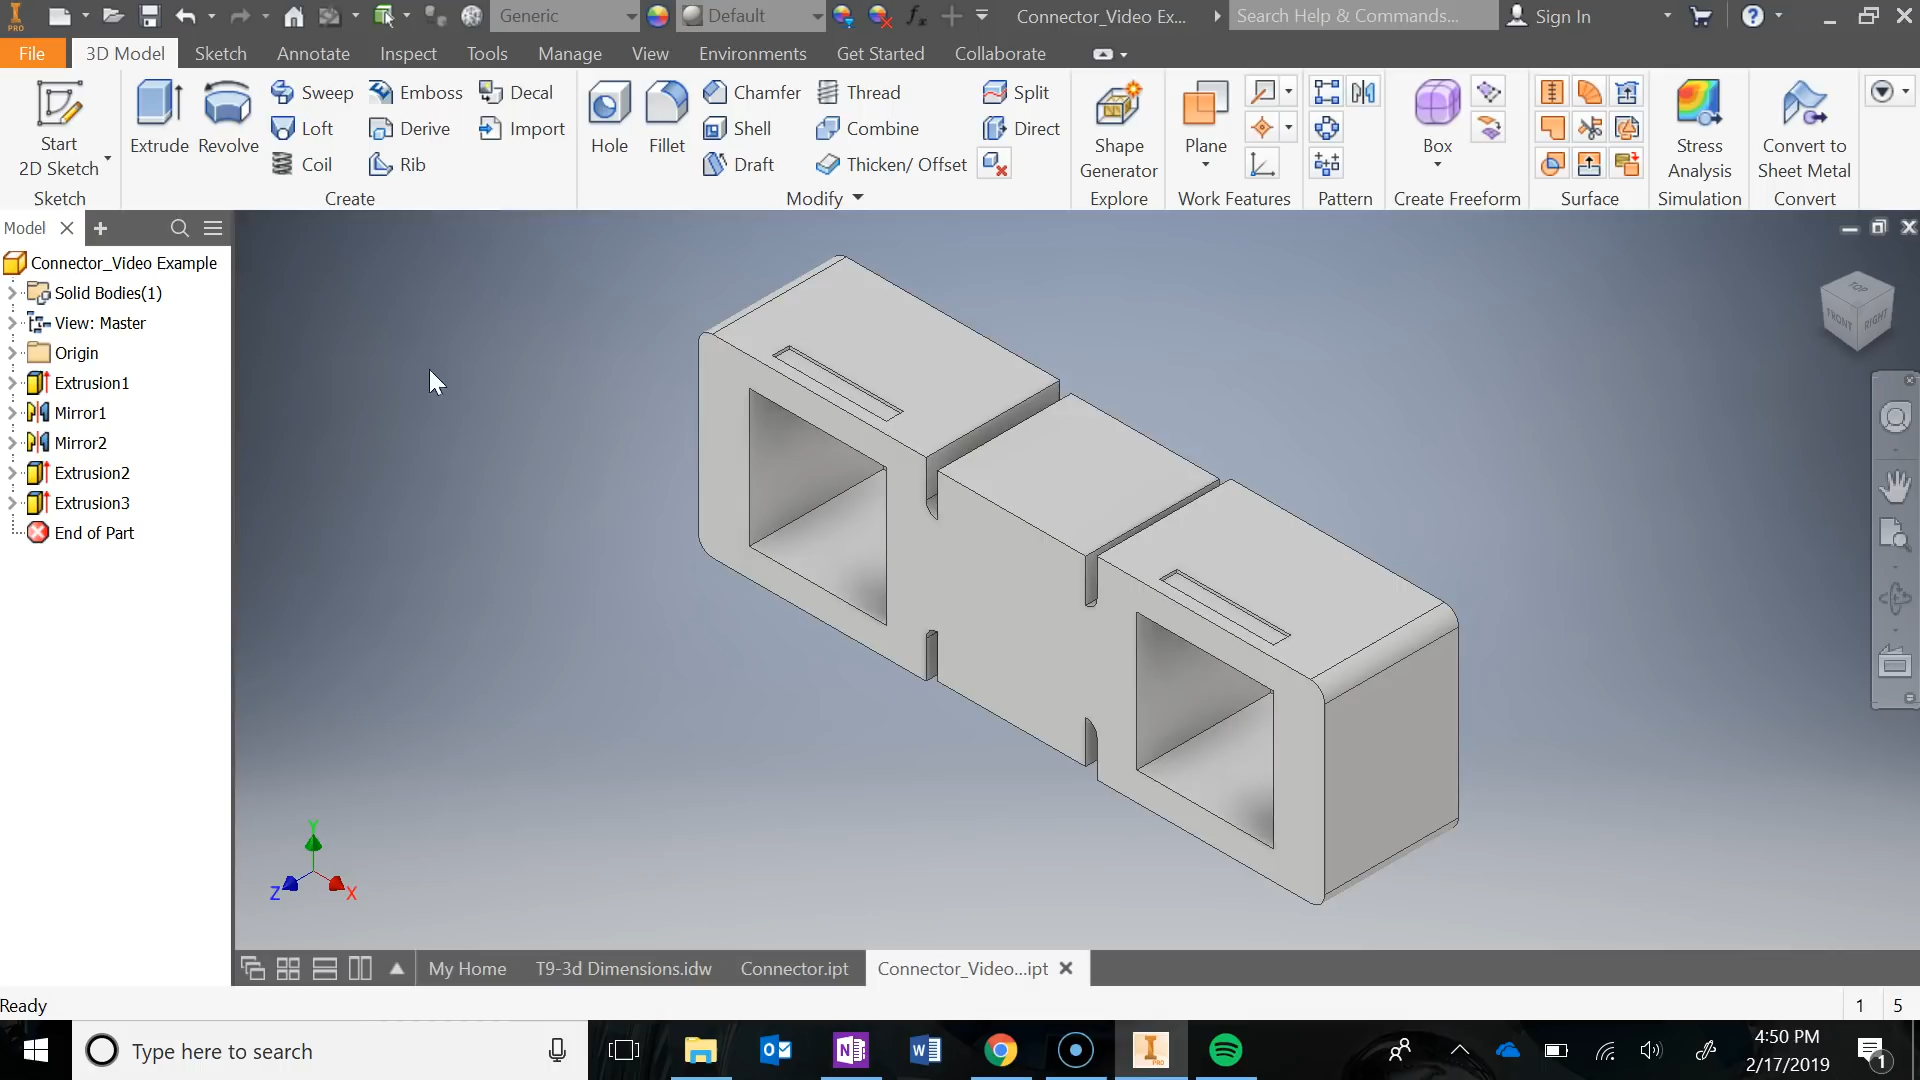 PRO
Generic
Default
Connector_Video Ex...
Search Help & Commands...
Sign In
File
3D Model
Sketch
Annotate
Inspect
Tools
Manage
View
Environments
Get Started
Collaborate
Start
2D Sketch
Extrude
Revolve
Sweep
Loft
Coil
Emboss
Derive
Rib
Decal
Import
Hole
Fillet
Chamfer
Shell
Draft
Thread
Combine
Thicken/ Offset
Split
Direct
Shape
Generator
Plane
Box
Stress
Analysis
Convert to
Sheet Metal
Sketch
Create
Modify
Explore
Work Features
Pattern
Create Freeform
Surface
Simulation
Convert
Model
Connector_Video Example
Solid Bodies(1)
View: Master
Origin
Extrusion1
Mirror1
Mirror2
Extrusion2
Extrusion3
End of Part
TOP
FRONT
RIGHT
Y
Z
X
My Home
T9-3d Dimensions.idw
Connector.ipt
Connector_Video...ipt
Ready
1
5
Type here to search
4:50 PM
2/17/2019
1